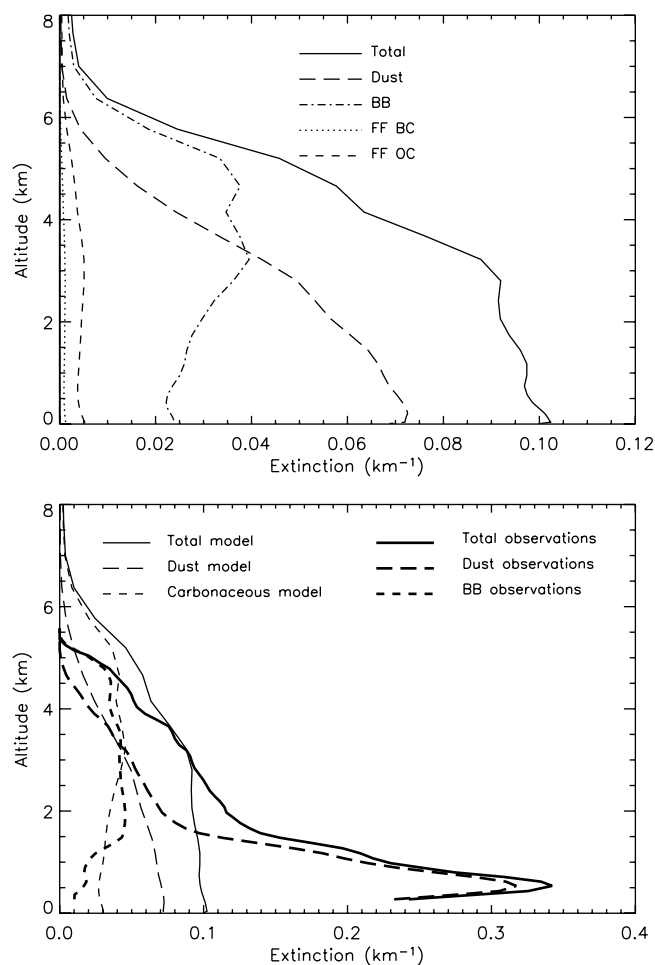 8
6
4
2
0
Altitude (km)
Total
Dust
BB
FF BC
FF OC
0.00 0.02 0.04 0.06 0.08 0.10 0.12
Extinction (km⁻¹)
8
6
4
2
0
Altitude (km)
Total model
Dust model
Carbonaceous model
Total observations
Dust observations
BB observations
0.0 0.1 0.2 0.3 0.4
Extinction (km⁻¹)